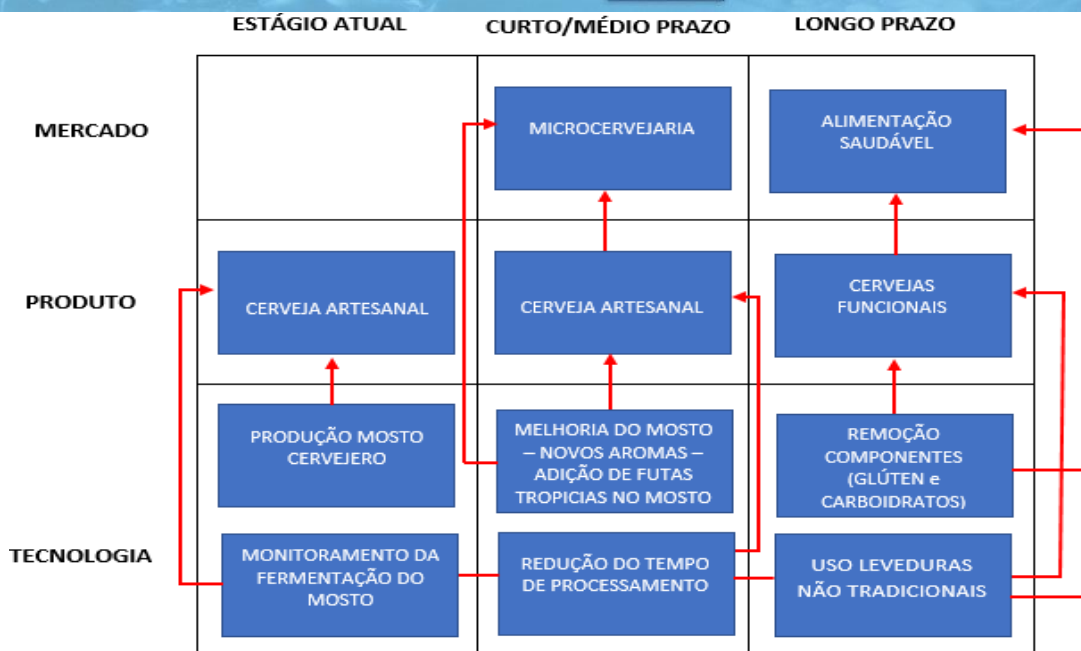 ESTÁGIO ATUAL
CURTO/MÉDIO PRAZO
LONGO PRAZO
MERCADO
MICROCERVEJARIA
ALIMENTAÇÃO
SAUDÁVEL
PRODUTO
CERVEJA ARTESANAL
CERVEJA ARTESANAL
CERVEJAS
FUNCIONAIS
TECNOLOGIA
PRODUÇÃO MOSTO
CERVEJERO
MELHORIA DO MOSTO
– NOVOS AROMAS –
ADIÇÃO DE FUTAS
TROPICIAS NO MOSTO
REMOÇÃO
COMPONENTES
(GLÚTEN e
CARBOIDRATOS)
MONITORAMENTO DA
FERMENTAÇÃO DO
MOSTO
REDUÇÃO DO TEMPO
DE PROCESSAMENTO
USO LEVEDURAS
NÃO TRADICIONAIS